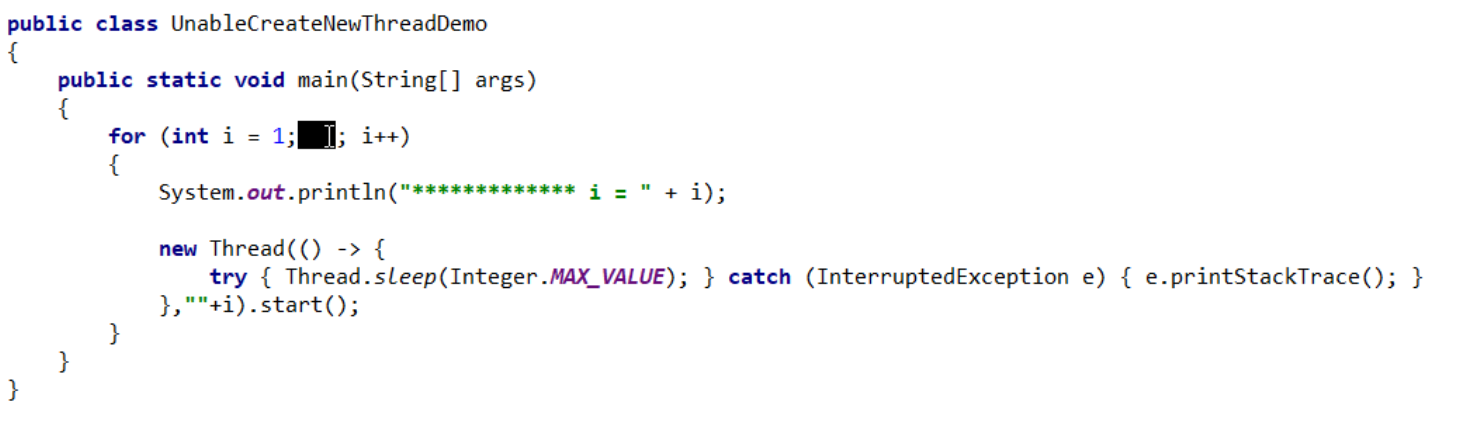 public class UnableCreateNewThreadDemo
{
    public static void main(String[] args)
    {
        for (int i = 1; ; i++)
        {
            System.out.println("************* i = " + i);

            new Thread(() -> {
                try { Thread.sleep(Integer.MAX_VALUE); } catch (InterruptedException e) { e.printStackTrace(); }
            },""+i).start();
        }
    }
}